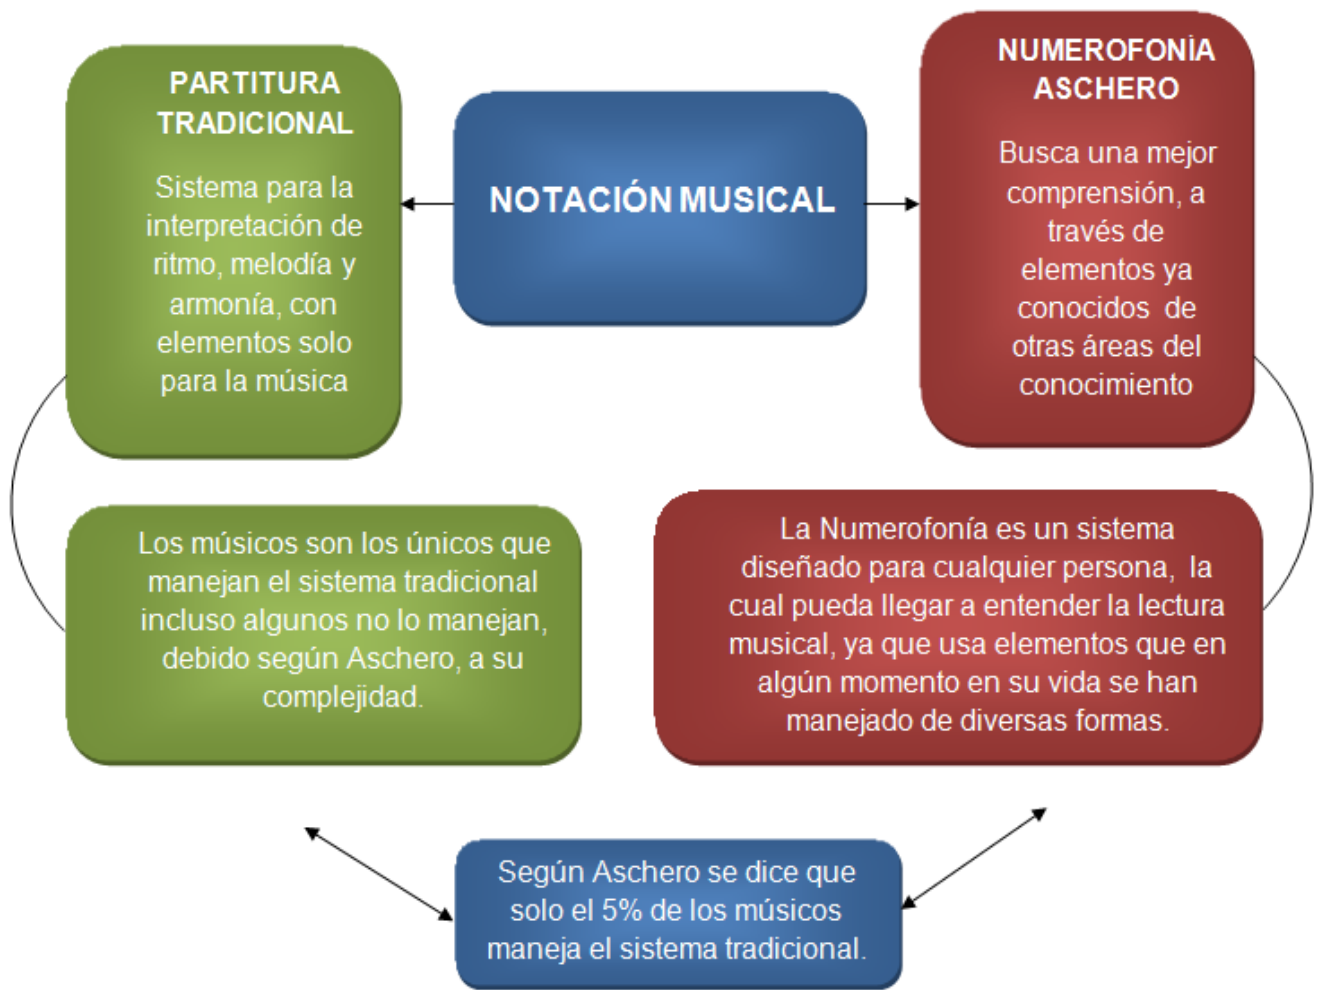 PARTITURA
TRADICIONAL
Sistema para la
interpretación de
ritmo, melodía y
armonía, con
elementos solo
para la música
NOTACIÓN MUSICAL
NUMEROFONÍA
ASCHERO
Busca una mejor
comprensión, a
través de
elementos ya
conocidos de
otras áreas del
conocimiento
Los músicos son los únicos que
manejan el sistema tradicional
incluso algunos no lo manejan,
debido según Aschero, a su
complejidad.
La Numerofonía es un sistema
diseñado para cualquier persona, la
cual pueda llegar a entender la lectura
musical, ya que usa elementos que en
algún momento en su vida se han
manejado de diversas formas.
Según Aschero se dice que
solo el 5% de los músicos
maneja el sistema tradicional.